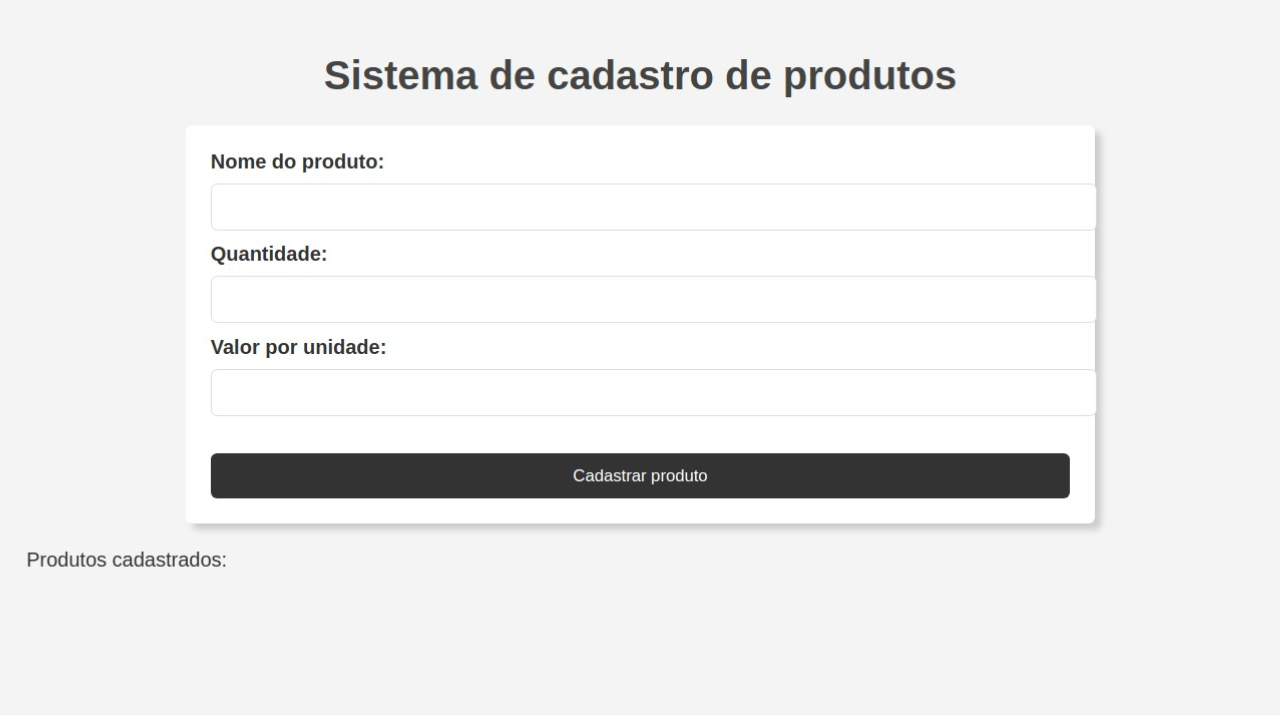 Sistema de cadastro de produtos
Nome do produto:
Quantidade:
Valor por unidade:
Cadastrar produto
Produtos cadastrados: